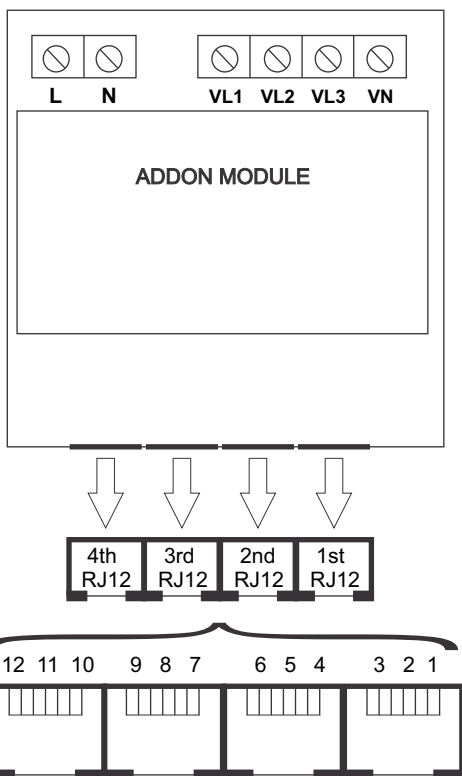 L N VL1 VL2 VL3 VN
ADDON MODULE
4th 3rd 2nd 1st
RJ12 RJ12 RJ12 RJ12
12 11 10 9 8 7 6 5 4 3 2 1